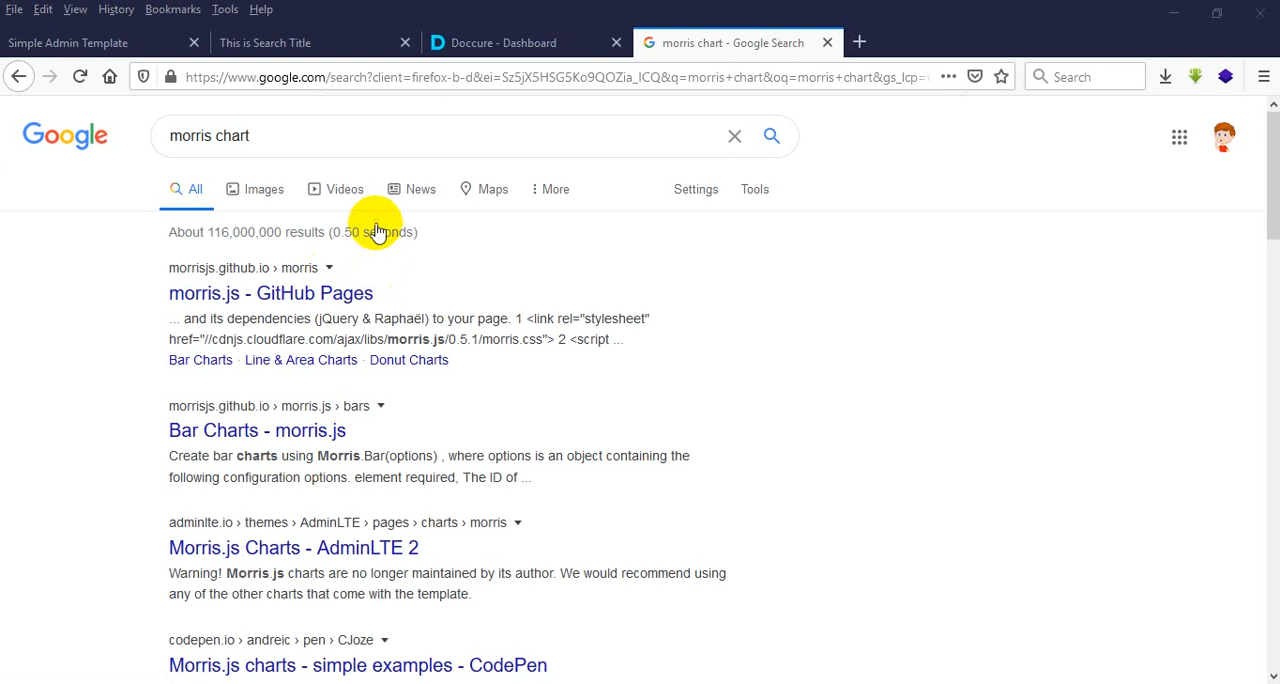 File Edit View History Bookmarks Tools Help
Simple Admin Template
This is Search Title
Doccure - Dashboard
morris chart - Google Search
https://www.google.com/search?client=firefox-b-d&ei=Sz5jX5HSG5Ko9QOZia_ICQ&q=morris+chart&oq=morris+chart&gs_lcp=
Search
Google
morris chart
All Images Videos News Maps More Settings Tools
About 116,000,000 results (0.50 seconds)
morrisjs.github.io › morris
morris.js - GitHub Pages
... and its dependencies (jQuery & Raphaël) to your page. 1 <link rel="stylesheet"
href="//cdnjs.cloudflare.com/ajax/libs/morris.js/0.5.1/morris.css"> 2 <script ...
Bar Charts · Line & Area Charts · Donut Charts
morrisjs.github.io › morris.js › bars
Bar Charts - morris.js
Create bar charts using Morris.Bar(options) , where options is an object containing the
following configuration options. element required, The ID of ...
adminlte.io › themes › AdminLTE › pages › charts › morris
Morris.js Charts - AdminLTE 2
Warning! Morris.js charts are no longer maintained by its author. We would recommend using
any of the other charts that come with the template.
codepen.io › andreic › pen › CJoze
Morris.js charts - simple examples - CodePen